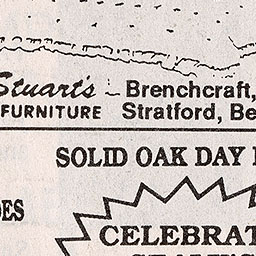 Stuart's Brenchcraft,
FURNITURE Stratford, Be
SOLID OAK DAY
DES
CELEBRAT